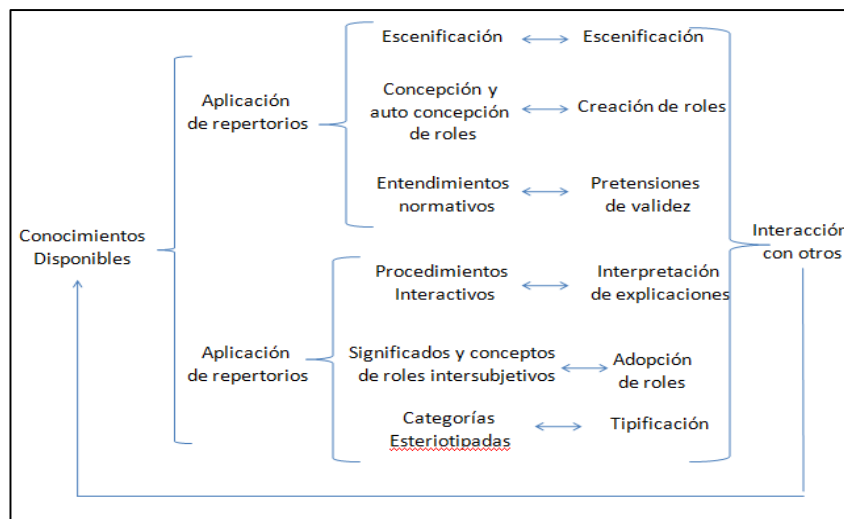 Escenificación
Escenificación
Aplicación
de repertorios
Concepción y
auto concepción
de roles
Creación de roles
Entendimientos
normativos
Pretensiones
de validez
Conocimientos
Disponibles
Interacción
con otros
Procedimientos
Interactivos
Interpretación
de explicaciones
Aplicación
de repertorios
Significados y conceptos
de roles intersubjetivos
Adopción
de roles
Categorías
Esteriotipadas
Tipificación